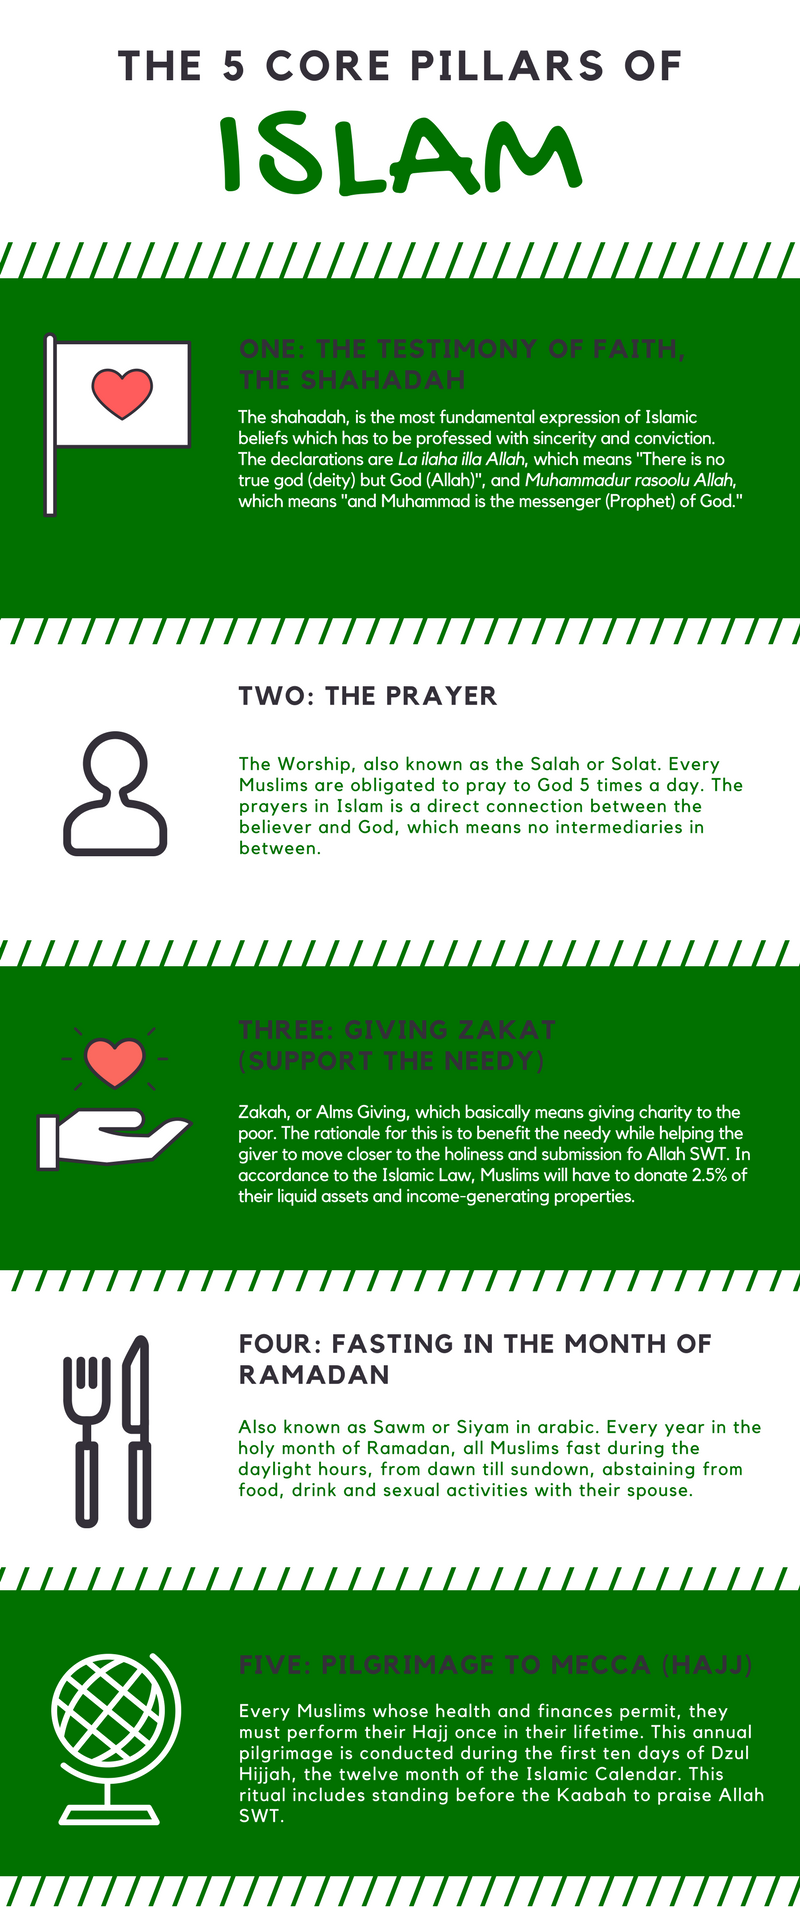 THE 5 CORE PILLARS OF
ISLAM
ONE: THE TESTIMONY OF FAITH,
THE SHAHADAH
The shahadah, is the most fundamental expression of Islamic
beliefs which has to be professed with sincerity and conviction.
The declarations are La ilaha illa Allah, which means "There is no
true god (deity) but God (Allah)", and Muhammadur rasoolu Allah,
which means "and Muhammad is the messenger (Prophet) of God."
TWO: THE PRAYER
The Worship, also known as the Salah or Solat. Every
Muslims are obligated to pray to God 5 times a day. The
prayers in Islam is a direct connection between the
believer and God, which means no intermediaries in
between.
THREE: GIVING ZAKAT
(SUPPORT THE NEEDY)
Zakah, or Alms Giving, which basically means giving charity to the
poor. The rationale for this is to benefit the needy while helping the
giver to move closer to the holiness and submission fo Allah SWT. In
accordance to the Islamic Law, Muslims will have to donate 2.5% of
their liquid assets and income-generating properties.
FOUR: FASTING IN THE MONTH OF
RAMADAN
Also known as Sawm or Siyam in arabic. Every year in the
holy month of Ramadan, all Muslims fast during the
daylight hours, from dawn till sundown, abstaining from
food, drink and sexual activities with their spouse.
FIVE: PILGRIMAGE TO MECCA (HAJJ)
Every Muslims whose health and finances permit, they
must perform their Hajj once in their lifetime. This annual
pilgrimage is conducted during the first ten days of Dzul
Hijjah, the twelve month of the Islamic Calendar. This
ritual includes standing before the Kaabah to praise Allah
SWT.